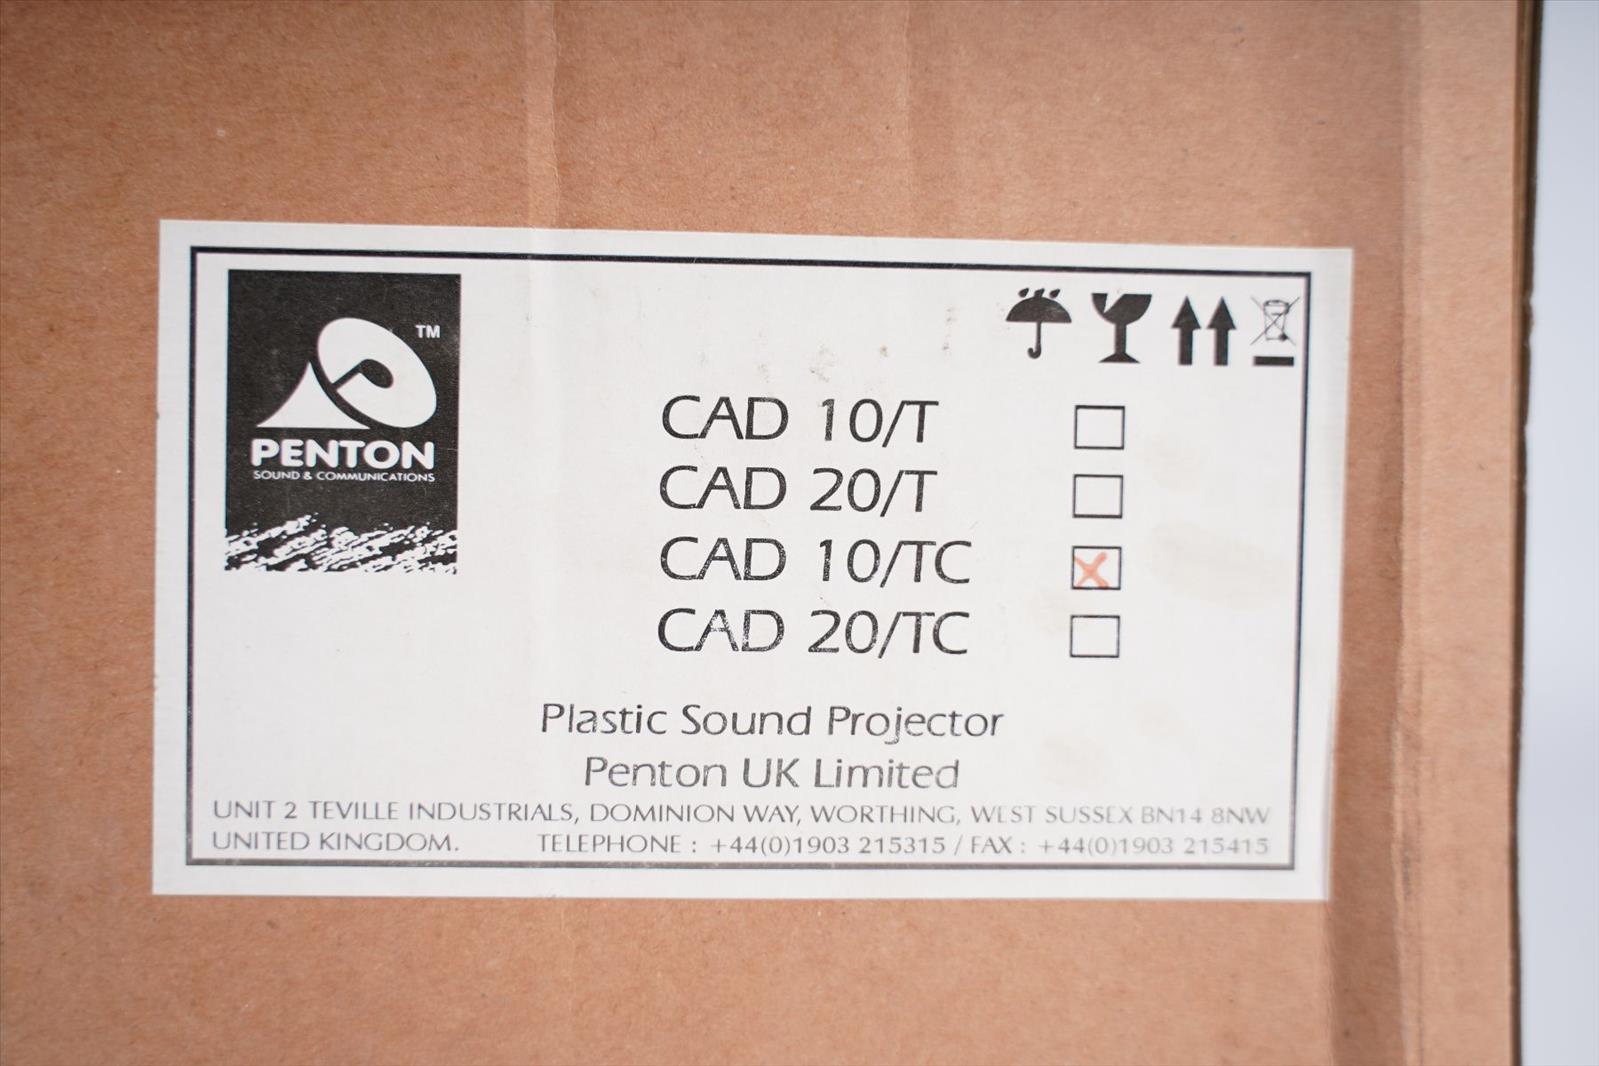 TM
PENTON
SOUND & COMMUNICATIONS
CAD 10/T
CAD 20/T
CAD 10/TC
CAD 20/TC
Plastic Sound Projector
Penton UK Limited
UNIT 2 TEVILLE INDUSTRIALS, DOMINION WAY, WORTHING, WEST SUSSEX BN14 8NW
UNITED KINGDOM. TELEPHONE : +44(0)1903 215315 / FAX : +44(0)1903 215415